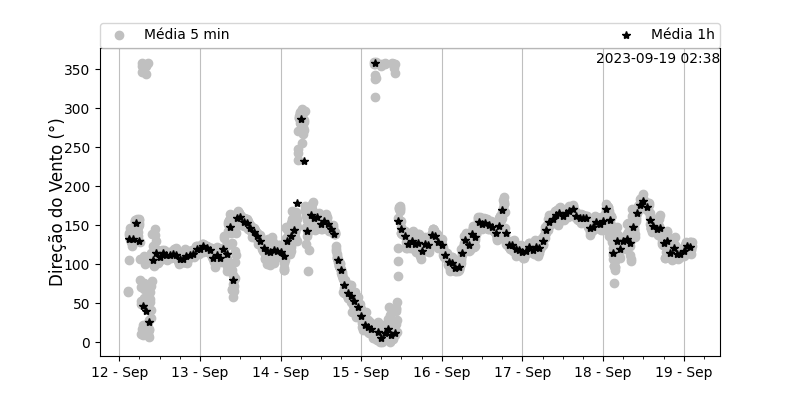 Média 5 min
Média 1h
2023-09-19 02:38
Direção do Vento (°)
350
300
250
200
150
100
50
0
12 - Sep
13 - Sep
14 - Sep
15 - Sep
16 - Sep
17 - Sep
18 - Sep
19 - Sep